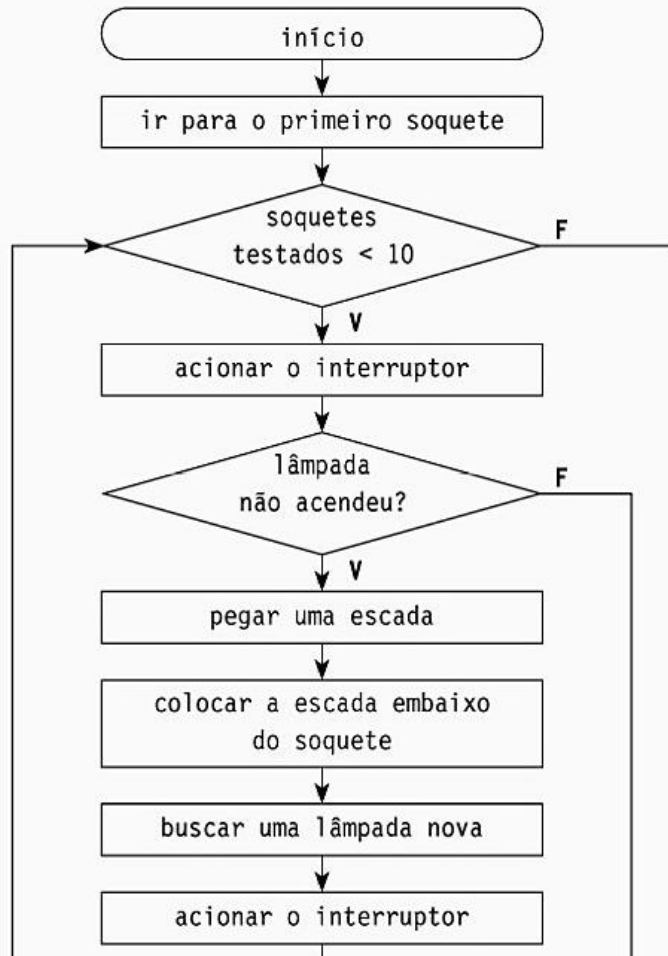 início
ir para o primeiro soquete
soquetes
testados < 10
F
V
acionar o interruptor
lâmpada
não acendeu?
F
V
pegar uma escada
colocar a escada embaixo
do soquete
buscar uma lâmpada nova
acionar o interruptor